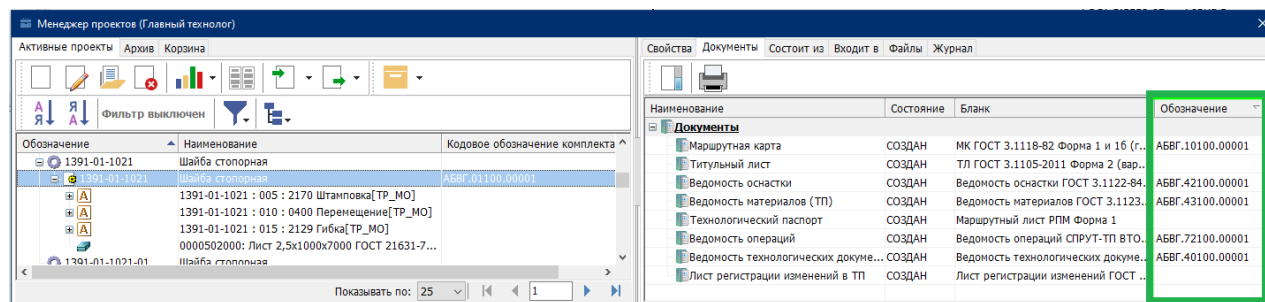 Менеджер проектов (Главный технолог)
Активные проекты Архив Корзина
Фильтр выключен
Обозначение Наименование Кодовое обозначение комплекта
1391-01-1021 Шайба стопорная
1391-01-1021 Шайба стопорная АБВГ.01100.00001
1391-01-1021 : 005 : 2170 Штамповка[ТР_МО]
1391-01-1021 : 010 : 0400 Перемещение[ТР_МО]
1391-01-1021 : 015 : 2129 Гибка[ТР_МО]
0000502000: Лист 2,5х1000х7000 ГОСТ 21631-7...
1391-01-1021-01 Шайба стопорная
Показывать по: 25 1
Свойства Документы Состоит из Входит в Файлы Журнал
Наименование Состояние Бланк Обозначение
Документы
Маршрутная карта СОЗДАН МК ГОСТ 3.1118-82 Форма 1 и 1б (г... АБВГ.10100.00001
Титульный лист СОЗДАН ТЛ ГОСТ 3.1105-2011 Форма 2 (вар...
Ведомость оснастки СОЗДАН Ведомость оснастки ГОСТ 3.1122-84. АБВГ.42100.00001
Ведомость материалов (ТП) СОЗДАН Ведомость материалов ГОСТ 3.1123. АБВГ.43100.00001
Технологический паспорт СОЗДАН Маршрутный лист РПМ Форма 1
Ведомость операций СОЗДАН Ведомость операций СПРУТ-ТП ВТО.. АБВГ.72100.00001
Ведомость технологических докуме... СОЗДАН Ведомость технологических докуме.. АБВГ.40100.00001
Лист регистрации изменений в ТП СОЗДАН Лист регистрации изменений ГОСТ ..